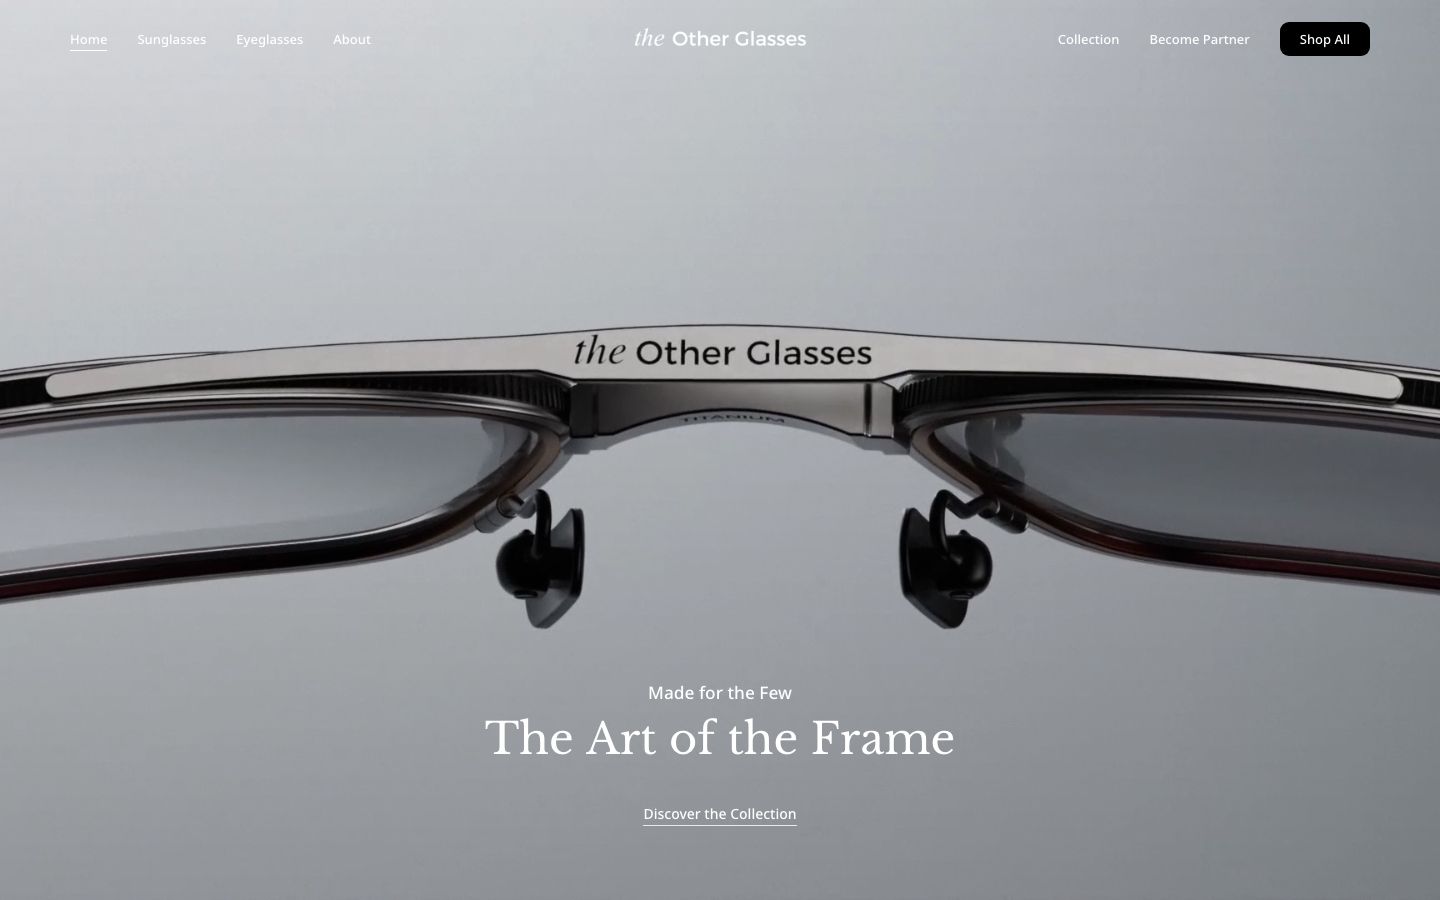 Home Sunglasses Eyeglasses About the Other Glasses Collection Become Partner Shop All
the Other Glasses
TITANIUM
Made for the Few
The Art of the Frame
Discover the Collection